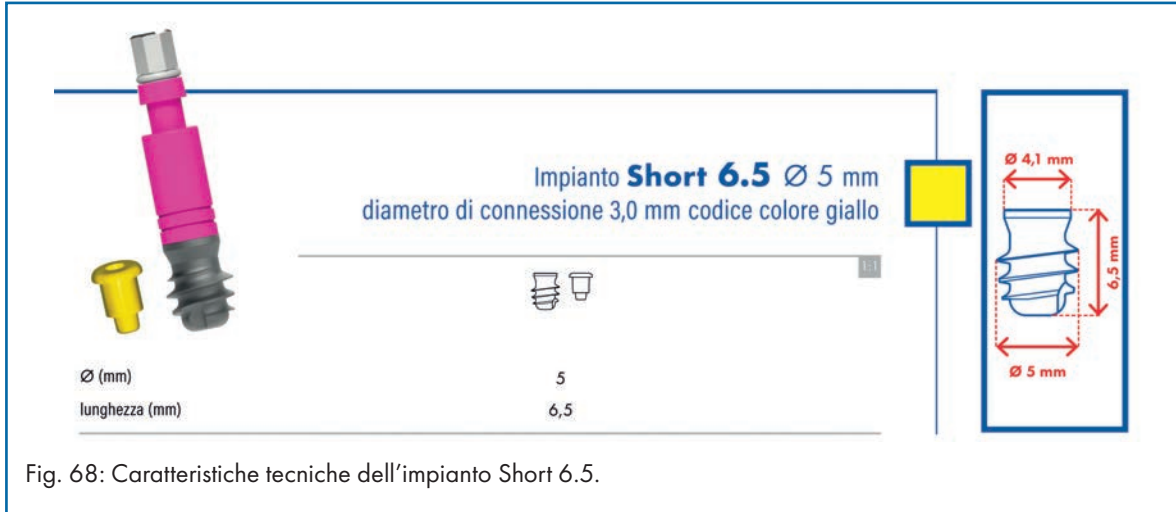 Impianto Short 6.5 Ø 5 mm
diametro di connessione 3,0 mm codice colore giallo
1:1
Ø (mm) 5
lunghezza (mm) 6,5
Ø 4,1 mm
6,5 mm
Ø 5 mm
Fig. 68: Caratteristiche tecniche dell’impianto Short 6.5.